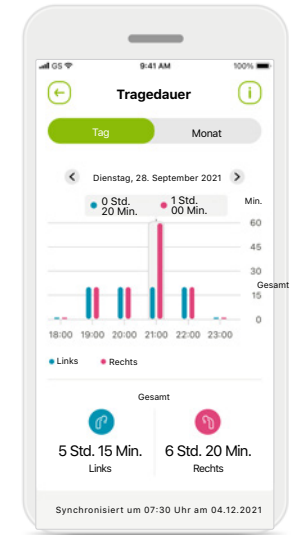 GS 9:41 AM 100%
Tragedauer
Tag Monat
Dienstag, 28. September 2021
0 Std. 1 Std. Min.
20 Min. 00 Min.
60
45
30
Gesamt
15
0
18:00 19:00 20:00 21:00 22:00 23:00
Links Rechts
Gesamt
5 Std. 15 Min. 6 Std. 20 Min.
Links Rechts
Synchronisiert um 07:30 Uhr am 04.12.2021